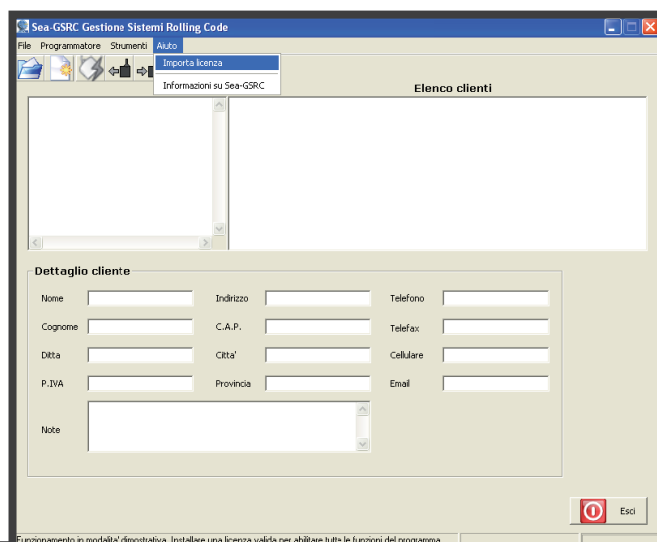 Sea-GSRC Gestione Sistemi Rolling Code
File Programmatore Strumenti Aiuto
Importa licenza
Informazioni su Sea-GSRC
Elenco clienti
Dettaglio cliente
Nome Indirizzo Telefono
Cognome C.A.P. Telefax
Ditta Citta' Cellulare
P.IVA Provincia Email
Note
Esci
Funzionamento in modalita' dimostrativa. Installare una licenza valida per abilitare tutte le funzioni del programma